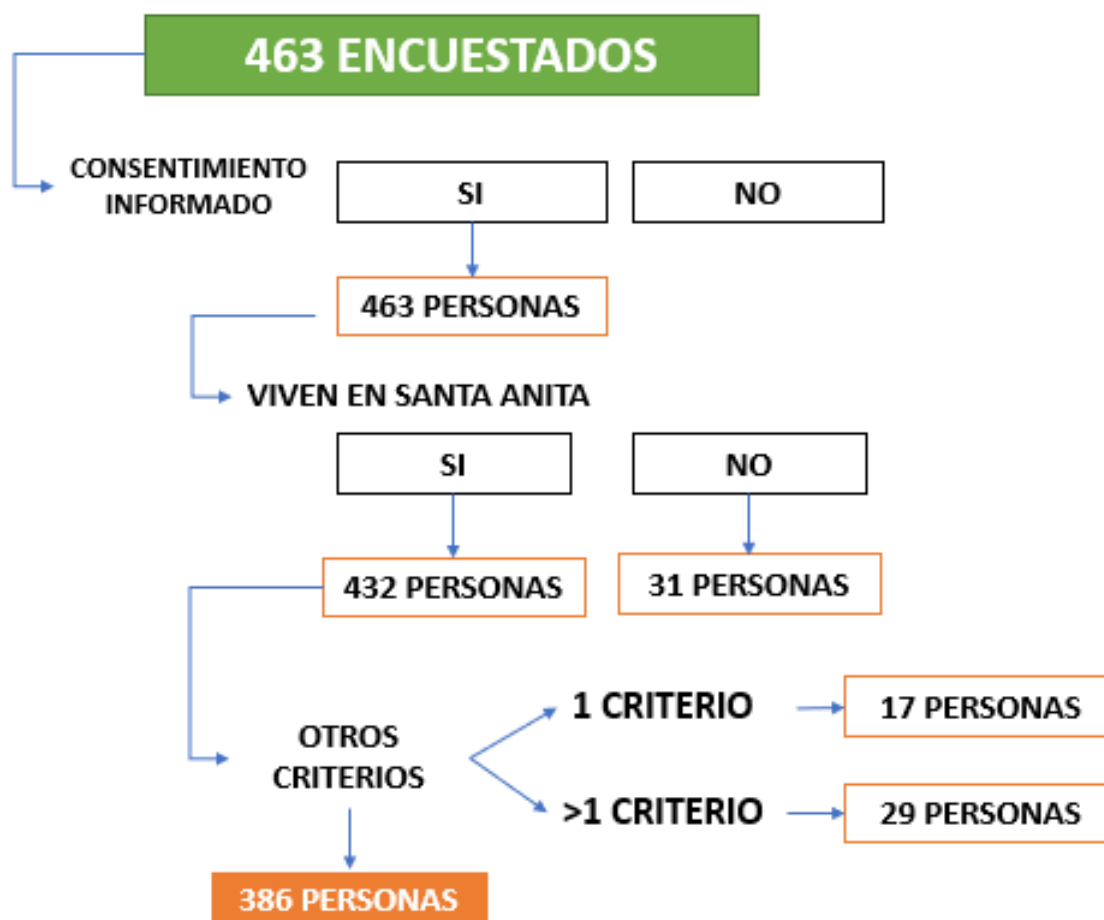 463 ENCUESTADOS
CONSENTIMIENTO
INFORMADO
SI
NO
463 PERSONAS
VIVEN EN SANTA ANITA
SI
NO
432 PERSONAS
31 PERSONAS
1 CRITERIO
17 PERSONAS
OTROS
CRITERIOS
>1 CRITERIO
29 PERSONAS
386 PERSONAS